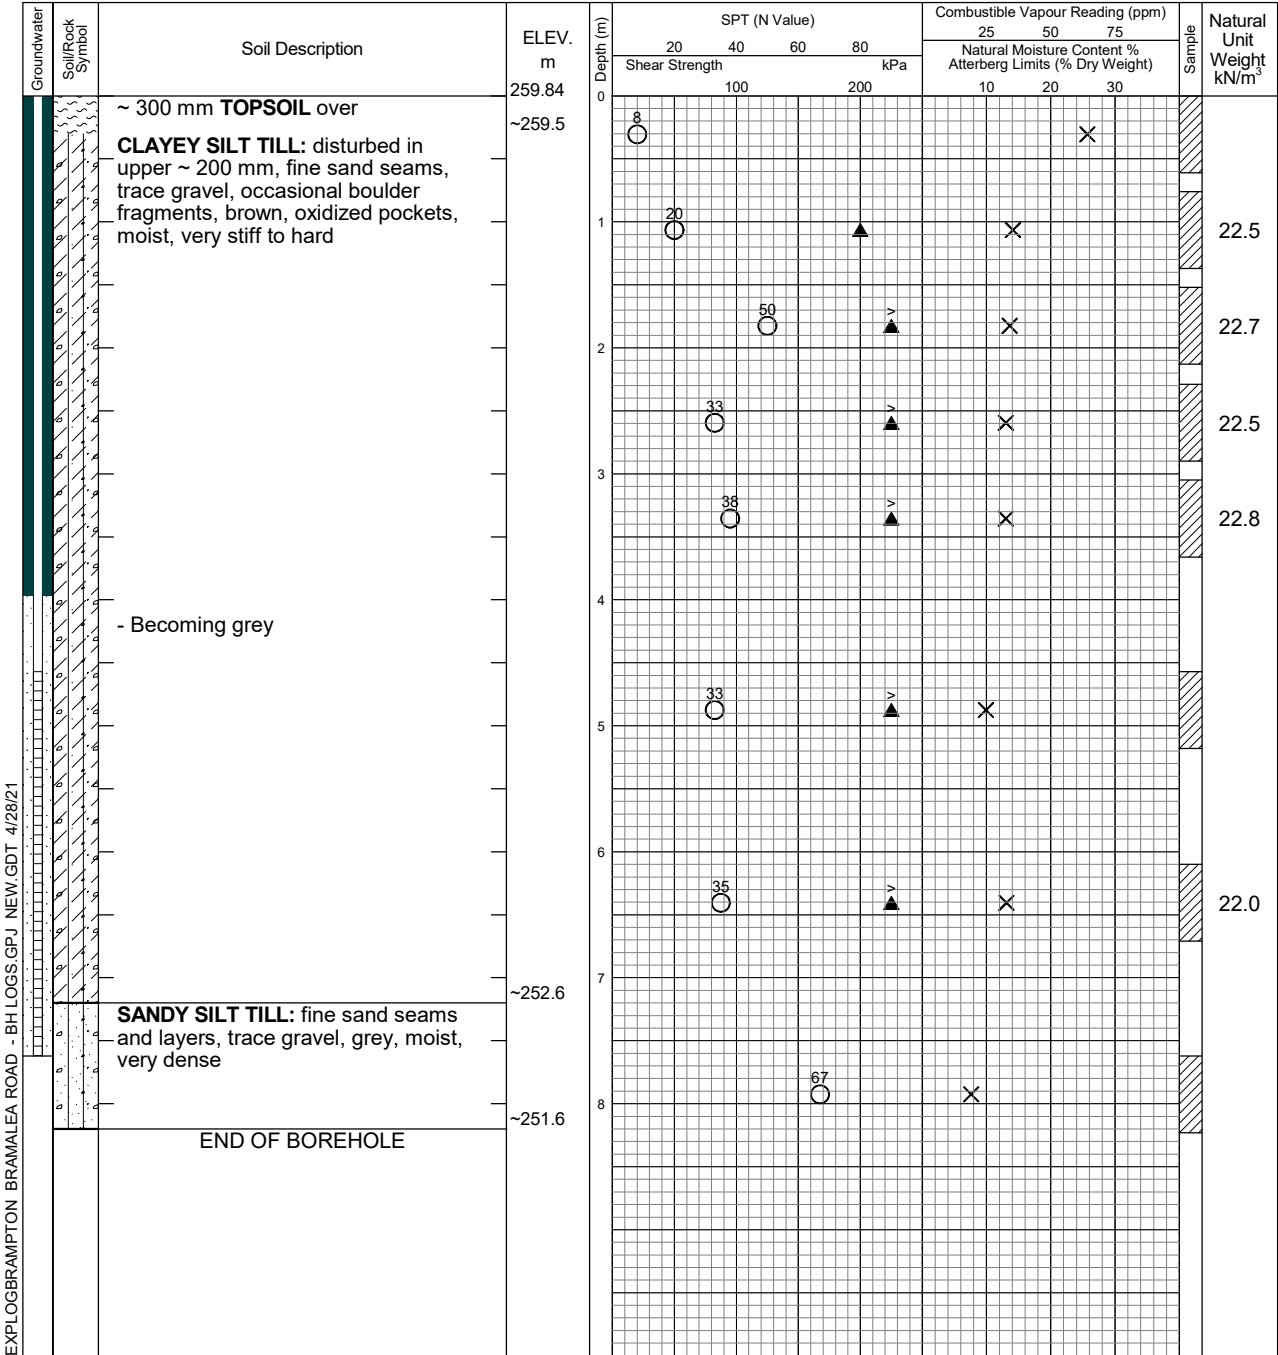 Groundwater
Soil/Rock
Symbol
Soil Description
ELEV.
m
Depth (m)
SPT (N Value)
20 40 60 80
Shear Strength kPa
100 200
Combustible Vapour Reading (ppm)
25 50 75
Natural Moisture Content %
Atterberg Limits (% Dry Weight)
10 20 30
Sample
Natural
Unit
Weight
kN/m³
259.84
0
~ 300 mm TOPSOIL over
~259.5
8
CLAYEY SILT TILL: disturbed in
upper ~ 200 mm, fine sand seams,
trace gravel, occasional boulder
fragments, brown, oxidized pockets,
moist, very stiff to hard
20
1
22.5
50 >
22.7
2
33 >
22.5
3
38 >
22.8
4
- Becoming grey
33 >
5
6
35 >
22.0
7
~252.6
SANDY SILT TILL: fine sand seams
and layers, trace gravel, grey, moist,
very dense
67
8
~251.6
END OF BOREHOLE
EXPLOGBRAMPTON BRAMALEA ROAD - BH LOGS.GPJ NEW.GDT 4/28/21